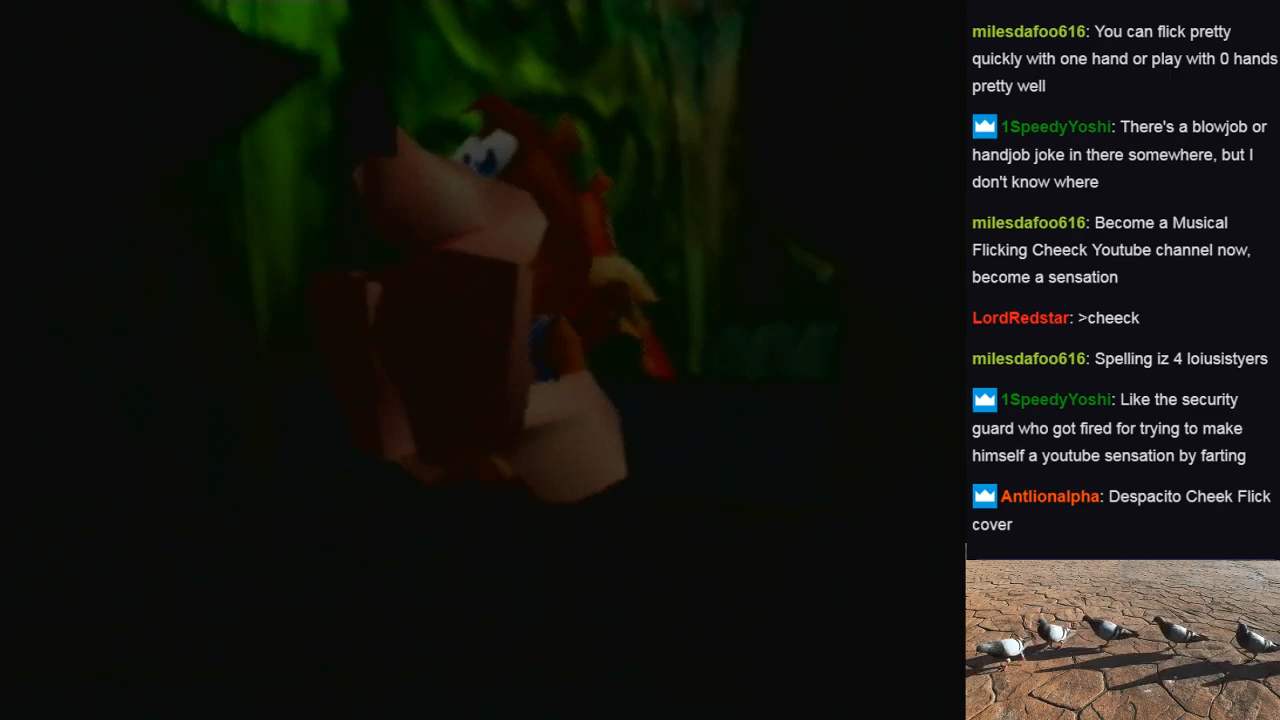 milesdafoo616: You can flick pretty
quickly with one hand or play with 0 hands
pretty well
1SpeedyYoshi: There's a blowjob or
handjob joke in there somewhere, but I
don't know where
milesdafoo616: Become a Musical
Flicking Cheeck Youtube channel now,
become a sensation
LordRedstar: >cheeck
milesdafoo616: Spelling iz 4 loiusistyers
1SpeedyYoshi: Like the security
guard who got fired for trying to make
himself a youtube sensation by farting
Antlionalpha: Despacito Cheek Flick
cover